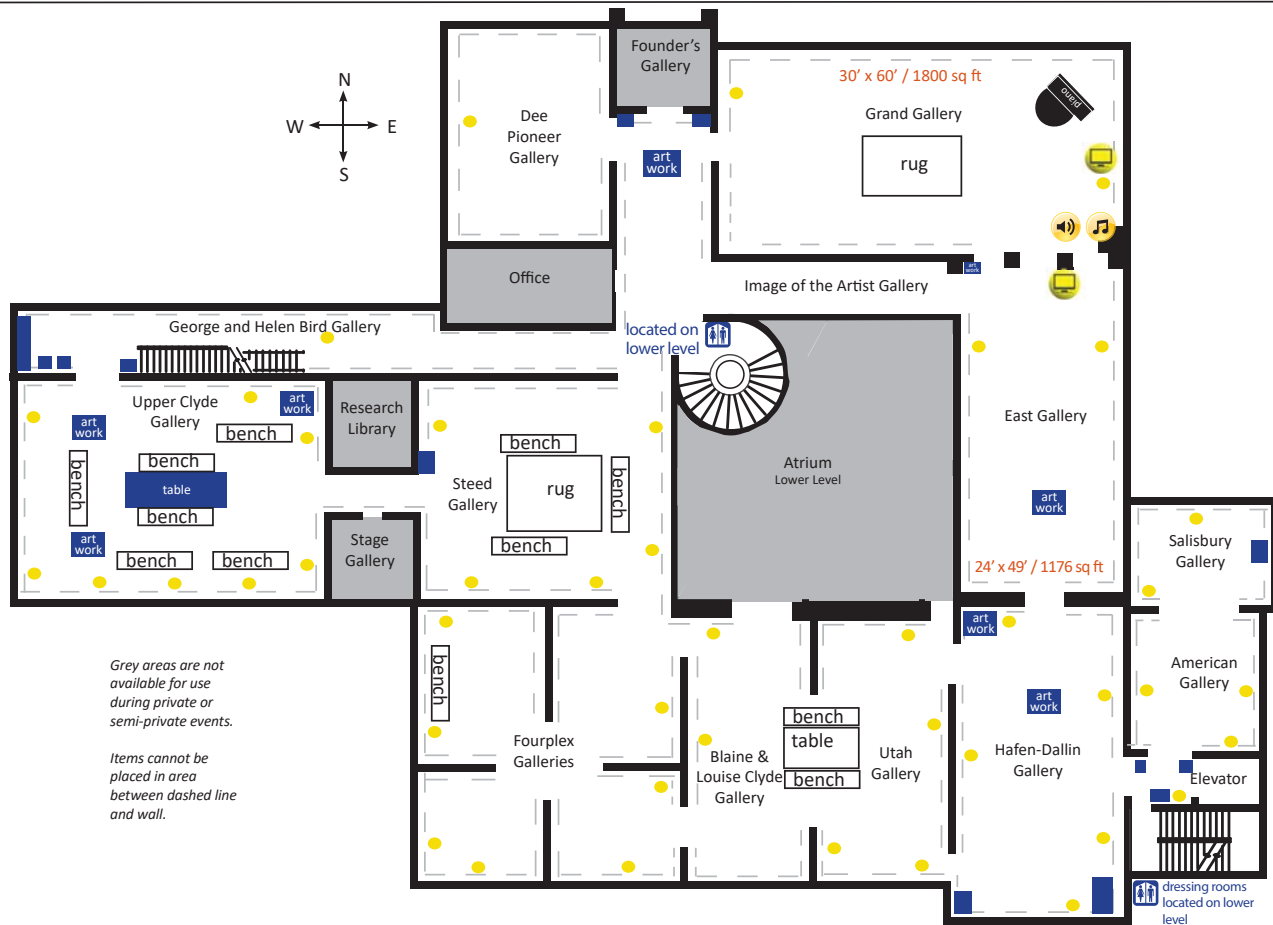 N
W
E
S
Founder's
Gallery
Dee
Pioneer
Gallery
art
work
30' x 60' / 1800 sq ft
Grand Gallery
piano
rug
Office
Image of the Artist Gallery
art
work
George and Helen Bird Gallery
located on
lower level
Upper Clyde
Gallery
art
work
art
work
bench
bench
bench
table
bench
art
work
bench
bench
Research
Library
Stage
Gallery
Steed
Gallery
bench
rug
bench
bench
Atrium
Lower Level
East Gallery
art
work
24' x 49' / 1176 sq ft
Salisbury
Gallery
American
Gallery
art
work
art
work
Hafen-Dallin
Gallery
Elevator
bench
Fourplex
Galleries
Blaine &
Louise Clyde
Gallery
bench
table
bench
Utah
Gallery
Grey areas are not
available for use
during private or
semi-private events.
Items cannot be
placed in area
between dashed line
and wall.
dressing rooms
located on lower
level